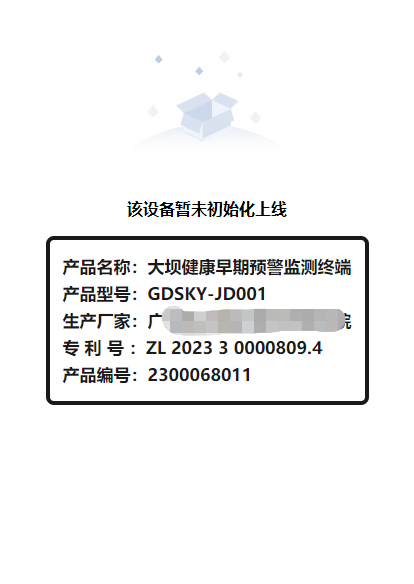 该设备暂未初始化上线
产品名称：大坝健康早期预警监测终端
产品型号：GDSKY-JD001
生产厂家：广 院
专 利 号 ：ZL 2023 3 0000809.4
产品编号：2300068011